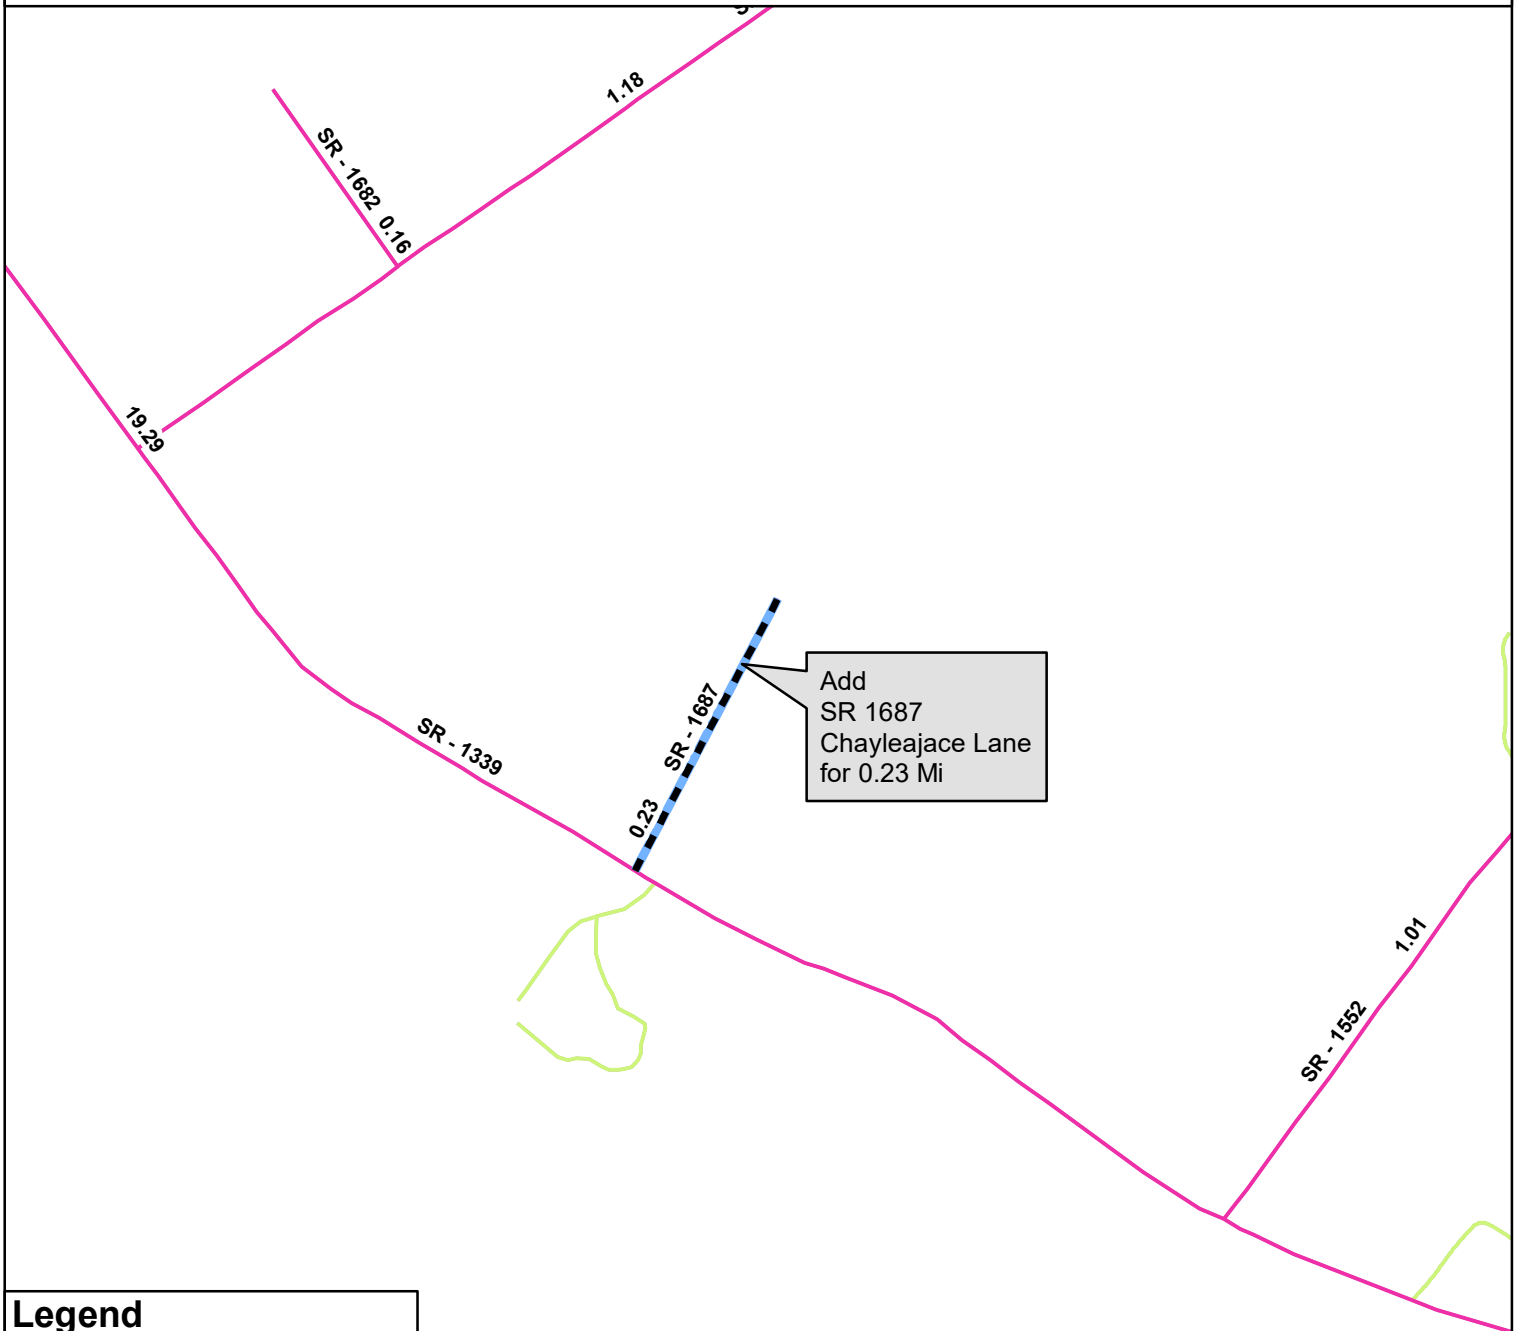 1.18
SR - 1682 0.16
19.29
SR - 1339
SR - 1687
0.23
Add
SR 1687
Chayleajace Lane
for 0.23 Mi
1.01
SR - 1552
Legend